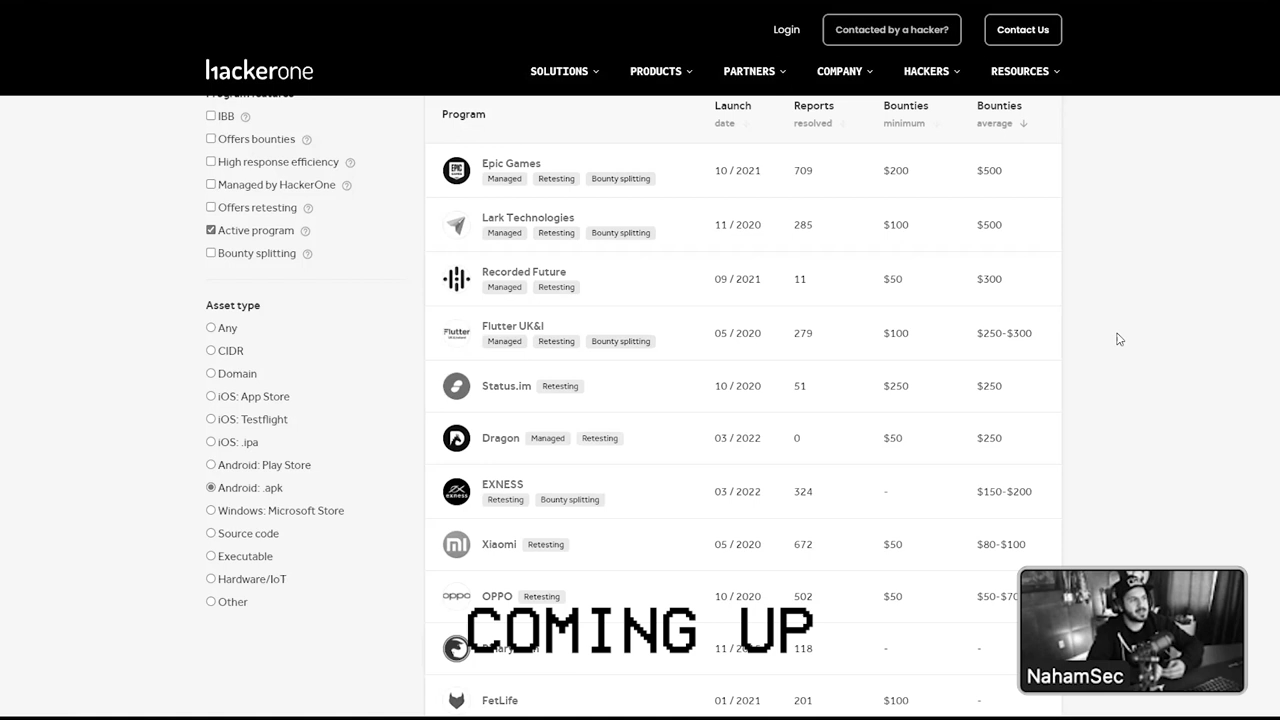 Login
Contacted by a hacker?
Contact Us
hackerone
SOLUTIONS
PRODUCTS
PARTNERS
COMPANY
HACKERS
RESOURCES
IBB
Offers bounties
High response efficiency
Managed by HackerOne
Offers retesting
Active program
Bounty splitting
Asset type
Any
CIDR
Domain
iOS: App Store
iOS: Testflight
iOS: .ipa
Android: Play Store
Android: .apk
Windows: Microsoft Store
Source code
Executable
Hardware/IoT
Other
Program Launch date Reports resolved Bounties minimum Bounties average
Epic Games 10 / 2021 709 $200 $500
Managed Retesting Bounty splitting
Lark Technologies 11 / 2020 285 $100 $500
Managed Retesting Bounty splitting
Recorded Future 09 / 2021 11 $50 $300
Managed Retesting
Flutter UK&I 05 / 2020 279 $100 $250-$300
Managed Retesting Bounty splitting
Status.im Retesting 10 / 2020 51 $250 $250
Dragon Managed Retesting 03 / 2022 0 $50 $250
EXNESS 03 / 2022 324 - $150-$200
Retesting Bounty splitting
Xiaomi Retesting 05 / 2020 672 $50 $80-$100
OPPO Retesting 10 / 2020 502 $50
COMING UP
118 - -
FetLife 01 / 2021 201 $100 -
NahamSec